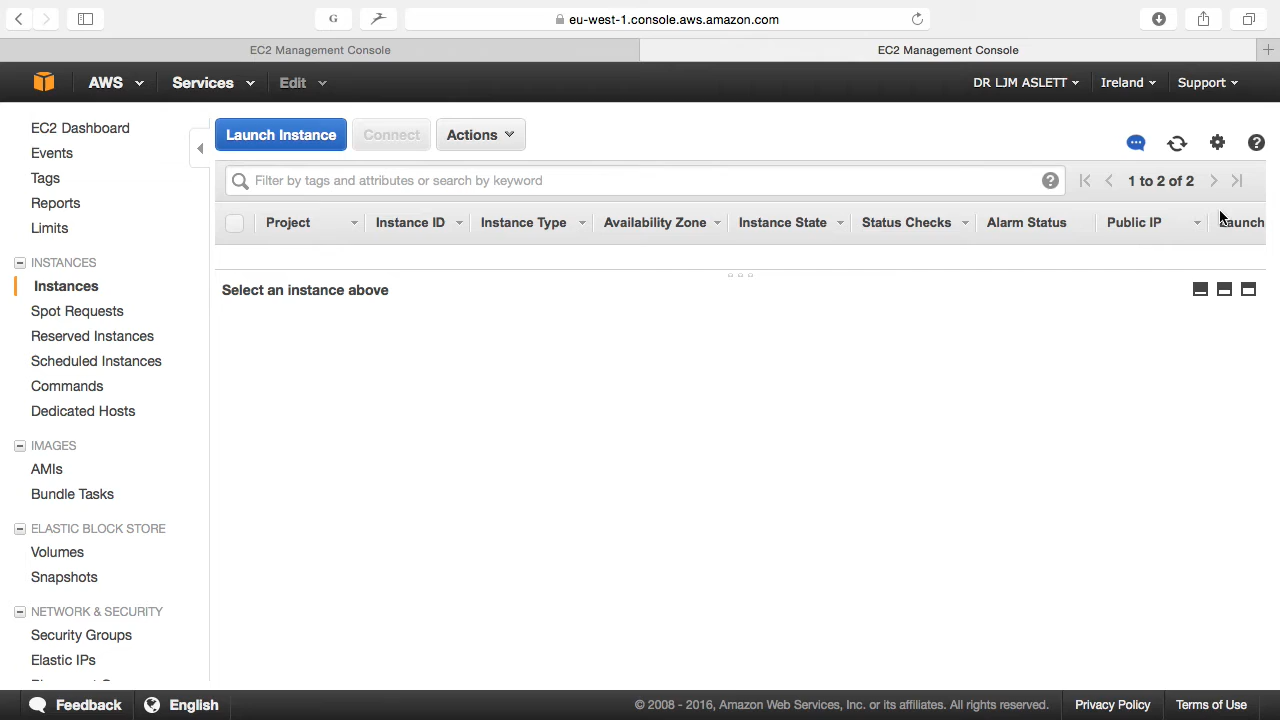 G
eu-west-1.console.aws.amazon.com
EC2 Management Console
EC2 Management Console
AWS
Services
Edit
DR LJM ASLETT
Ireland
Support
EC2 Dashboard
Events
Tags
Reports
Limits
INSTANCES
Instances
Spot Requests
Reserved Instances
Scheduled Instances
Commands
Dedicated Hosts
IMAGES
AMIs
Bundle Tasks
ELASTIC BLOCK STORE
Volumes
Snapshots
NETWORK & SECURITY
Security Groups
Elastic IPs
Launch Instance
Connect
Actions
Filter by tags and attributes or search by keyword
1 to 2 of 2
Project
Instance ID
Instance Type
Availability Zone
Instance State
Status Checks
Alarm Status
Public IP
Launch
Select an instance above
Feedback
English
© 2008 - 2016, Amazon Web Services, Inc. or its affiliates. All rights reserved.
Privacy Policy
Terms of Use